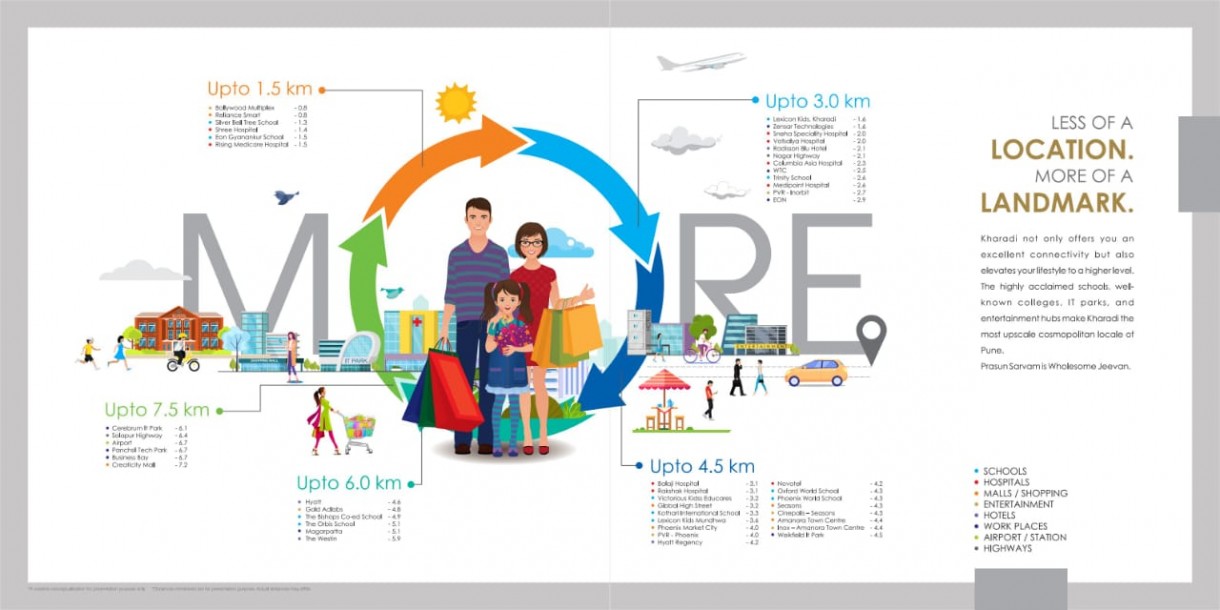 Upto 1.5 km
Bollywood Multiplex - 0.8
Reliance Smart - 0.8
Silver Bell Tree School - 1.3
Shree Hospital - 1.4
Eon Gyanankur School - 1.5
Rising Medicare Hospital - 1.5
Upto 3.0 km
Lexicon Kids, Kharadi - 1.6
Zensar Technologies - 1.6
Sneha Speciality Hospital - 2.0
Vatsalya Hospital - 2.0
Radisson Blu Hotel - 2.1
Nagar Highway - 2.1
Columbia Asia Hospital - 2.3
WTC - 2.5
Trinity School - 2.6
Medipoint Hospital - 2.6
PVR - Inorbit - 2.7
EON - 2.9
LESS OF A
LOCATION.
MORE OF A
LANDMARK.
Kharadi not only offers you an
excellent connectivity but also
elevates your lifestyle to a higher level.
The highly acclaimed schools, well-
known colleges, IT parks, and
entertainment hubs make Kharadi the
most upscale cosmopolitan locale of
Pune.
Prasun Sarvam is Wholesome Jeevan.
MORE
SHOPPING MALL
IT PARK
ENTERTAINMENT
Upto 7.5 km
Cerebrum It Park - 6.1
Solapur Highway - 6.4
Airport - 6.7
Panchil Tech Park - 6.7
Business Bay - 6.7
Creaticity Mall - 7.2
Upto 6.0 km
Hyatt - 4.6
Gold Adlabs - 4.8
The Bishops Co-ed School - 4.9
The Orbis School - 5.1
Magarpatta - 5.1
The Westin - 5.9
Upto 4.5 km
Balaji Hospital - 3.1
Rakshak Hospital - 3.1
Victorious Kidss Educares - 3.2
Global High Street - 3.2
Kothari International School - 3.3
Lexicon Kids Mundhwa - 3.6
Phoenix Market City - 4.0
PVR - Phoenix - 4.0
Hyatt Regency - 4.2
Novotel - 4.2
Oxford World School - 4.3
Phoenix World School - 4.3
Seasons - 4.3
Cinepolis - Seasons - 4.3
Amanora Town Centre - 4.4
Inox - Amanora Town Centre - 4.4
Weikfield It Park - 4.5
SCHOOLS
HOSPITALS
MALLS / SHOPPING
ENTERTAINMENT
HOTELS
WORK PLACES
AIRPORT / STATION
HIGHWAYS